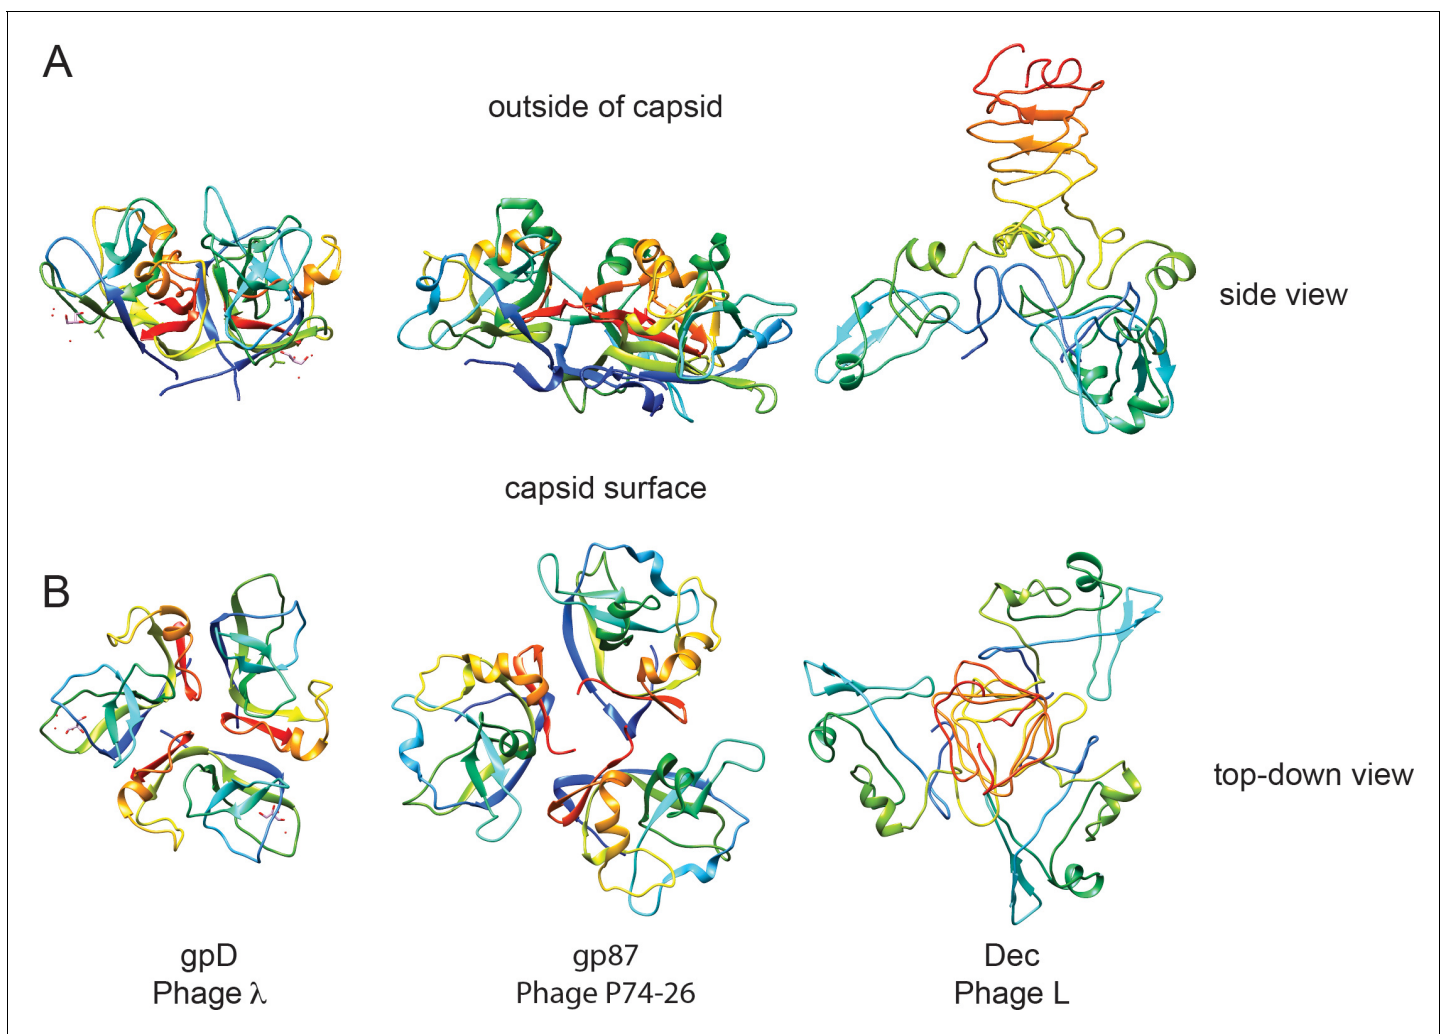 A
outside of capsid
side view
capsid surface
B
top-down view
gpD
Phage λ
gp87
Phage P74-26
Dec
Phage L